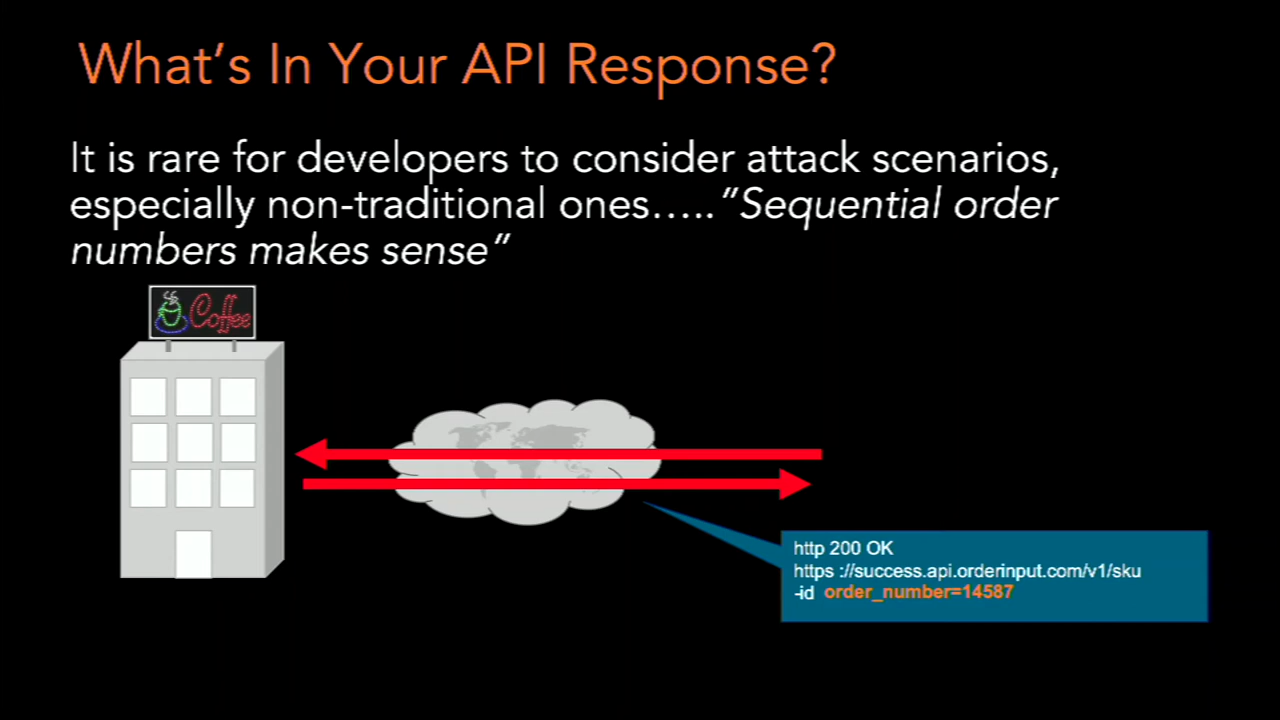 What's In Your API Response?
It is rare for developers to consider attack scenarios,
especially non-traditional ones…..”Sequential order
numbers makes sense”
Coffee
http 200 OK
https ://success.api.orderinput.com/v1/sku
-id order_number=14587